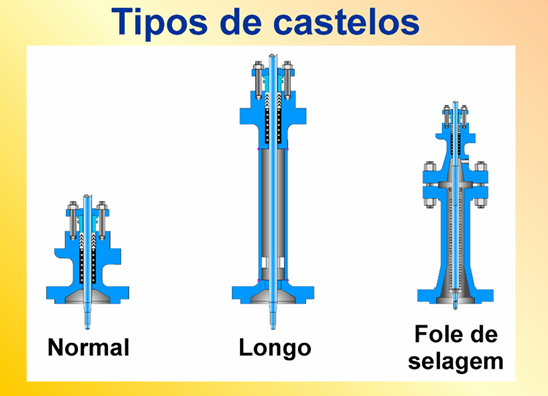 Tipos de castelos
Normal
Longo
Fole de
selagem